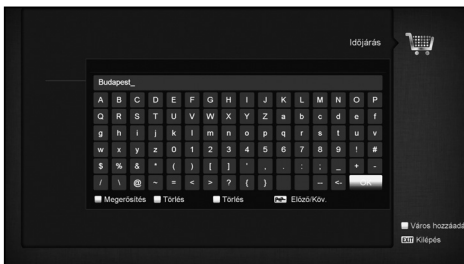 Időjárás
Budapest_
A B C D E F G H I J K L M N O P
Q R S T U V W X Y Z a b c d e f
g h i j k l m n o p q r s t u v
w x y z 0 1 2 3 4 5 6 7 8 9 ! #
$ % & * ( ) [ ] ' , . : ; _ + -
/ \ @ ~ = < > ? { } -- <- OK
Megerősítés Törlés Törlés Előző/Köv.
Város hozzáadá
EXIT Kilépés